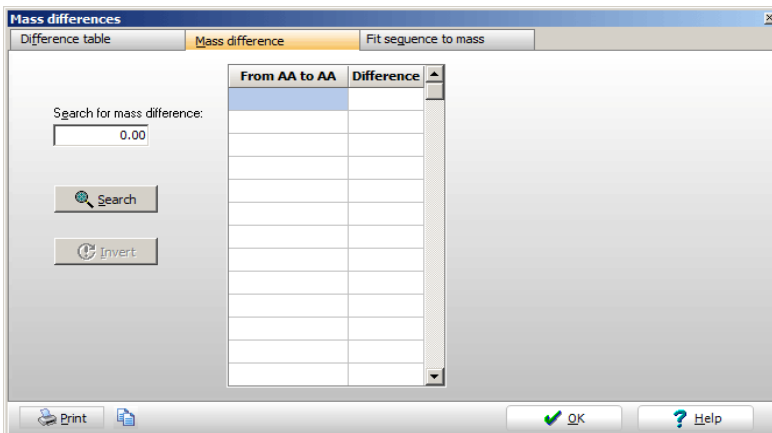 Mass differences
Difference table
Mass difference
Fit sequence to mass
From AA to AA
Difference
Search for mass difference:
0.00
Search
Invert
Print
OK
Help